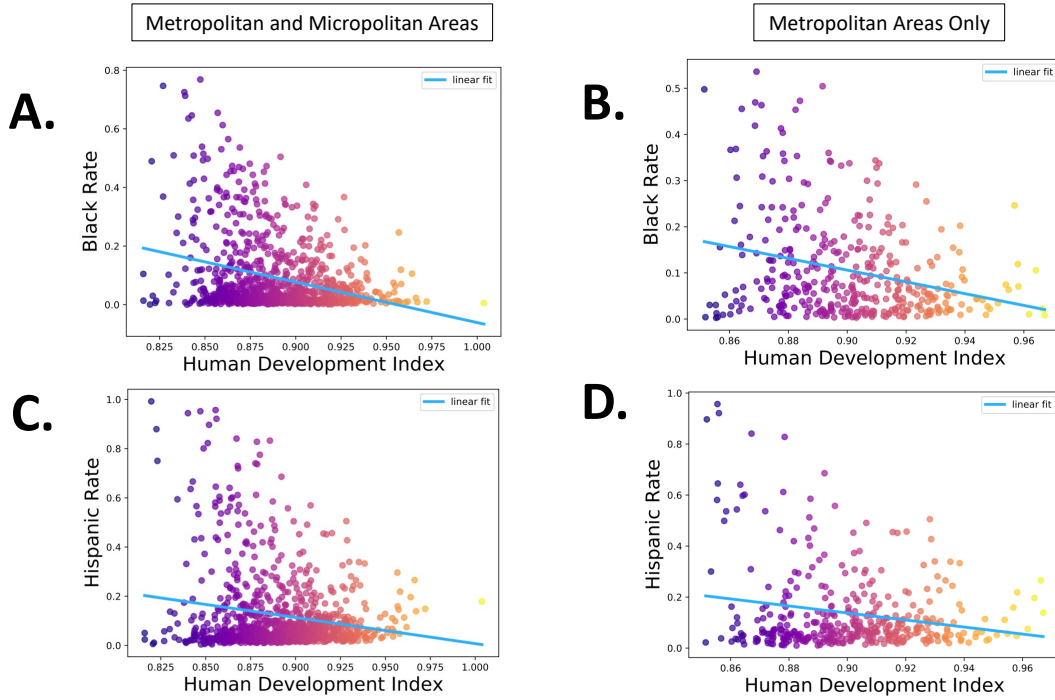 Metropolitan and Micropolitan Areas
Metropolitan Areas Only
A.
linear fit
0.8
0.6
0.4
0.2
0.0
Black Rate
0.825 0.850 0.875 0.900 0.925 0.950 0.975 1.000
Human Development Index
B.
linear fit
0.5
0.4
0.3
0.2
0.1
0.0
Black Rate
0.86 0.88 0.90 0.92 0.94 0.96
Human Development Index
C.
linear fit
1.0
0.8
0.6
0.4
0.2
0.0
Hispanic Rate
0.825 0.850 0.875 0.900 0.925 0.950 0.975 1.000
Human Development Index
D.
linear fit
1.0
0.8
0.6
0.4
0.2
0.0
Hispanic Rate
0.86 0.88 0.90 0.92 0.94 0.96
Human Development Index